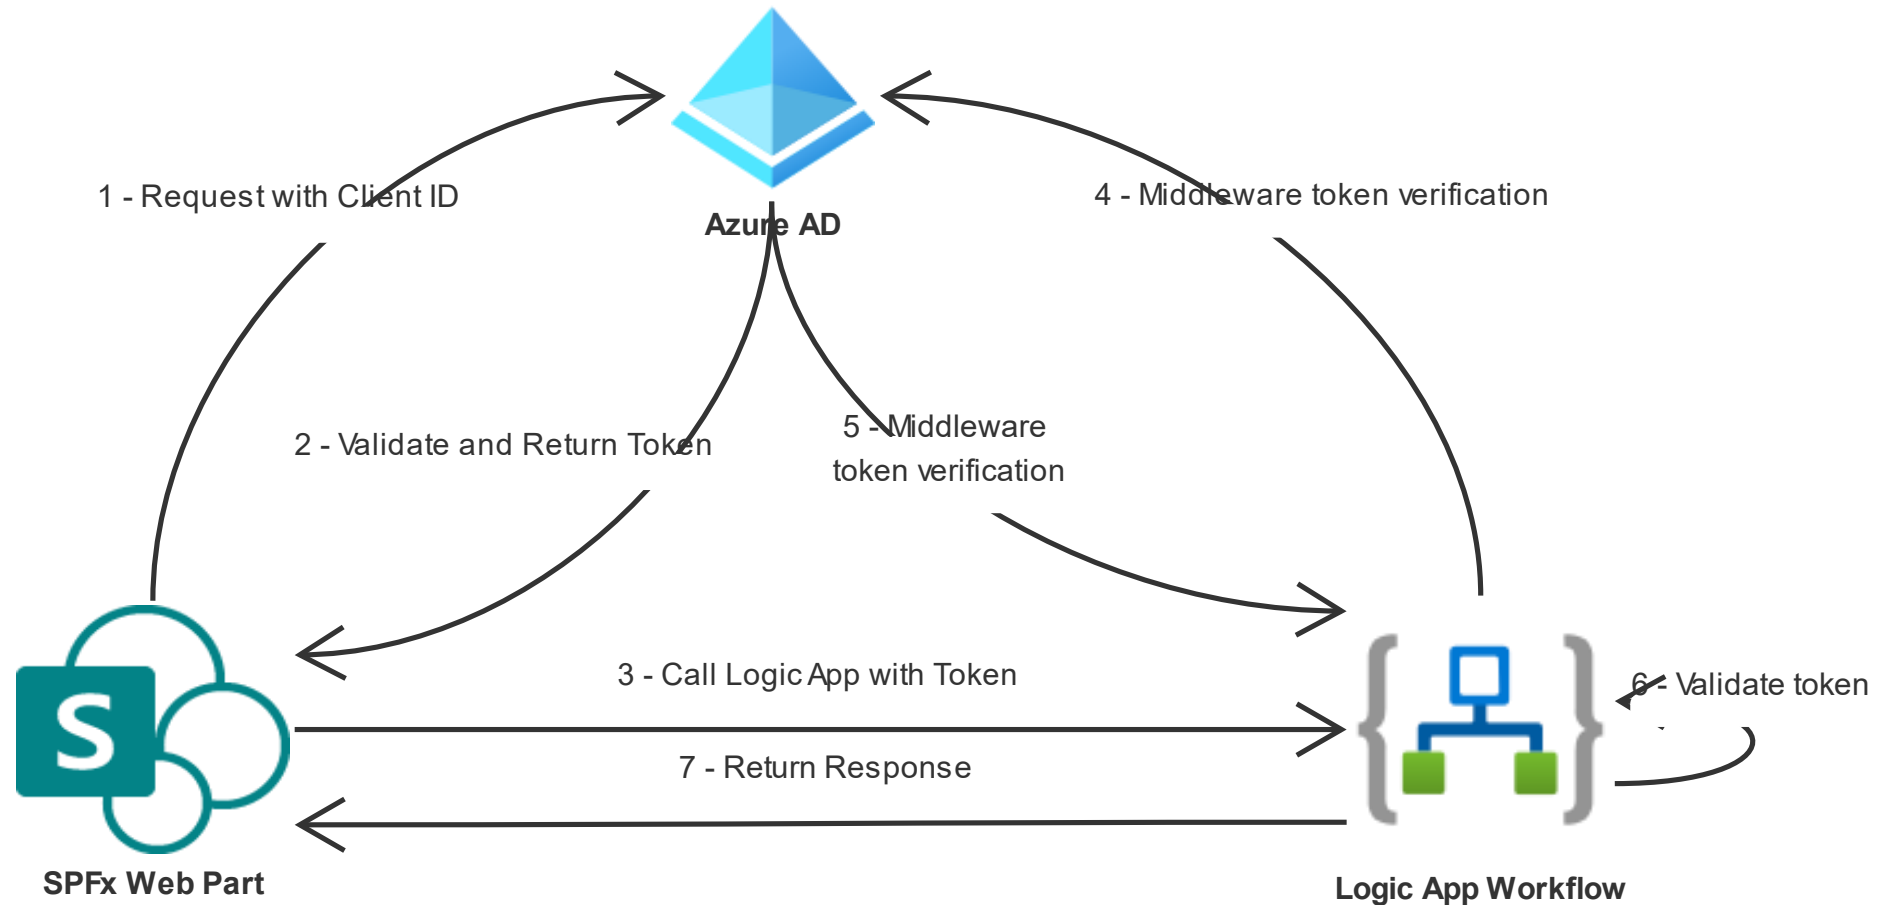 1 - Request with Client ID
4 - Middleware token verification
Azure AD
2 - Validate and Return Token
5 - Middleware
token verification
3 - Call Logic App with Token
6 - Validate token
S
7 - Return Response
SPFx Web Part
Logic App Workflow